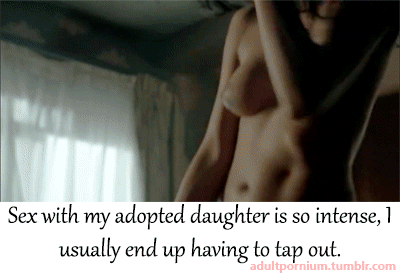 Sex with my adopted daughter is so intense, I
usually end up having to tap out.
adultpornium.tumblr.com